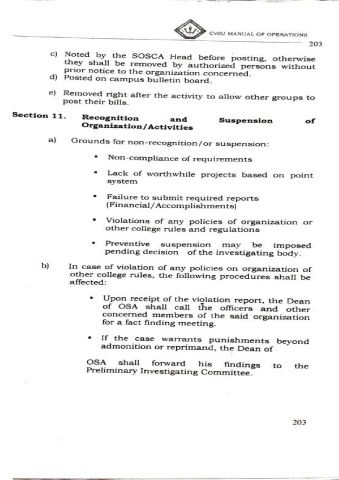 CvSU MANUAL OF OPERATIONS
203
c) Noted by the SOSCA Head before posting, otherwise
they shall be removed by authorized persons without
prior notice to the organization concerned.
d) Posted on campus bulletin board.
e) Removed right after the activity to allow other groups to
post their bills.
Section 11. Recognition and Suspension of
Organization/Activities
a) Grounds for non-recognition/or suspension:
• Non-compliance of requirements
• Lack of worthwhile projects based on point
system
• Failure to submit required reports
(Financial/Accomplishments)
• Violations of any policies of organization or
other college rules and regulations
• Preventive suspension may be imposed
pending decision of the investigating body.
b) In case of violation of any policies on organization of
other college rules, the following procedures shall be
affected:
• Upon receipt of the violation report, the Dean
of OSA shall call the officers and other
concerned members of the said organization
for a fact finding meeting.
• If the case warrants punishments beyond
admonition or reprimand, the Dean of
OSA shall forward his findings to the
Preliminary Investigating Committee.
203